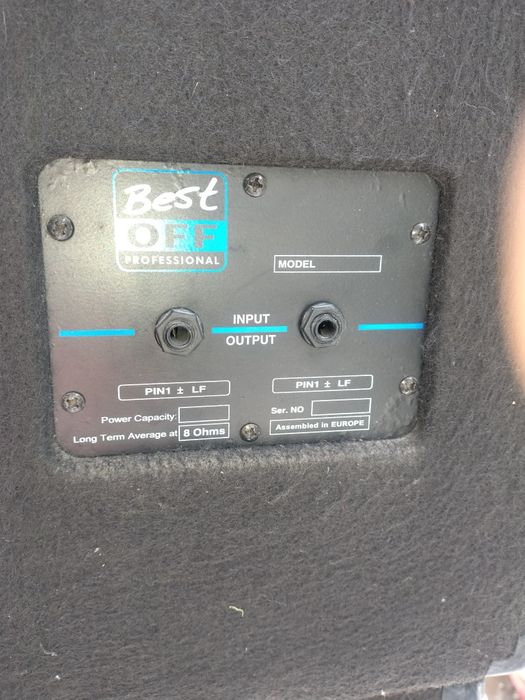 Best
OFF
PROFESSIONAL
MODEL
INPUT
OUTPUT
PIN1 ± LF
PIN1 ± LF
Power Capacity:
Ser. NO
Long Term Average at 8 Ohms
Assembled in EUROPE